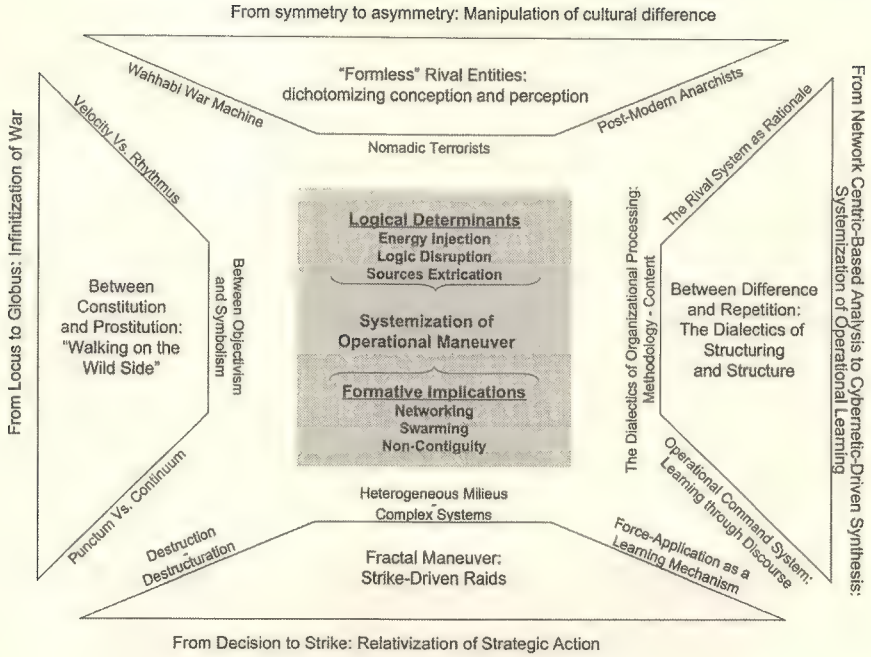 From symmetry to asymmetry: Manipulation of cultural difference
"Formless" Rival Entities:
dichotomizing conception and perception
Wahhabi War Machine
Post-Modern Anarchists
Nomadic Terrorists
From Locus to Globus: Infinitization of War
Velocity Vs. Rhythmus
Between
Constitution
and Prostitution:
"Walking on the
Wild Side"
Between Objectivism
and Symbolism
Punctum Vs. Continuum
Logical Determinants
Energy Injection
Logic Disruption
Sources Extrication
Systemization of
Operational Maneuver
Formative Implications
Networking
Swarming
Non-Contiguity
The Dialectics of Organizational Processing:
Methodology - Content
The Rival System as Rationale
Between Difference
and Repetition:
The Dialectics of
Structuring
and Structure
Operational Command System:
Learning through Discourse
From Network Centric-Based Analysis to Cybernetic-Driven Synthesis:
Systemization of Operational Learning
Heterogeneous Milieus
-
Complex Systems
Destruction
-
Destructuration
Fractal Maneuver:
Strike-Driven Raids
Force-Application as a
Learning Mechanism
From Decision to Strike: Relativization of Strategic Action